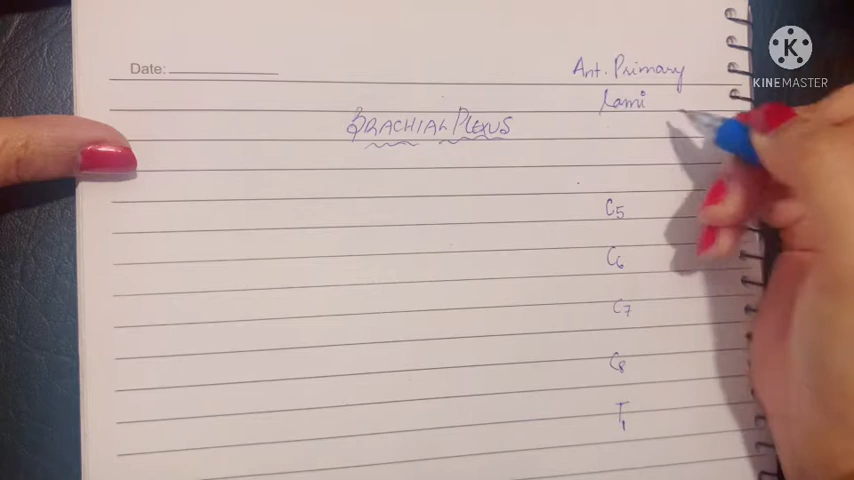 Date:
Ant. Primary
rami
BRACHIAL PLEXUS
C5
C6
C7
C8
T1
K
KINEMASTER